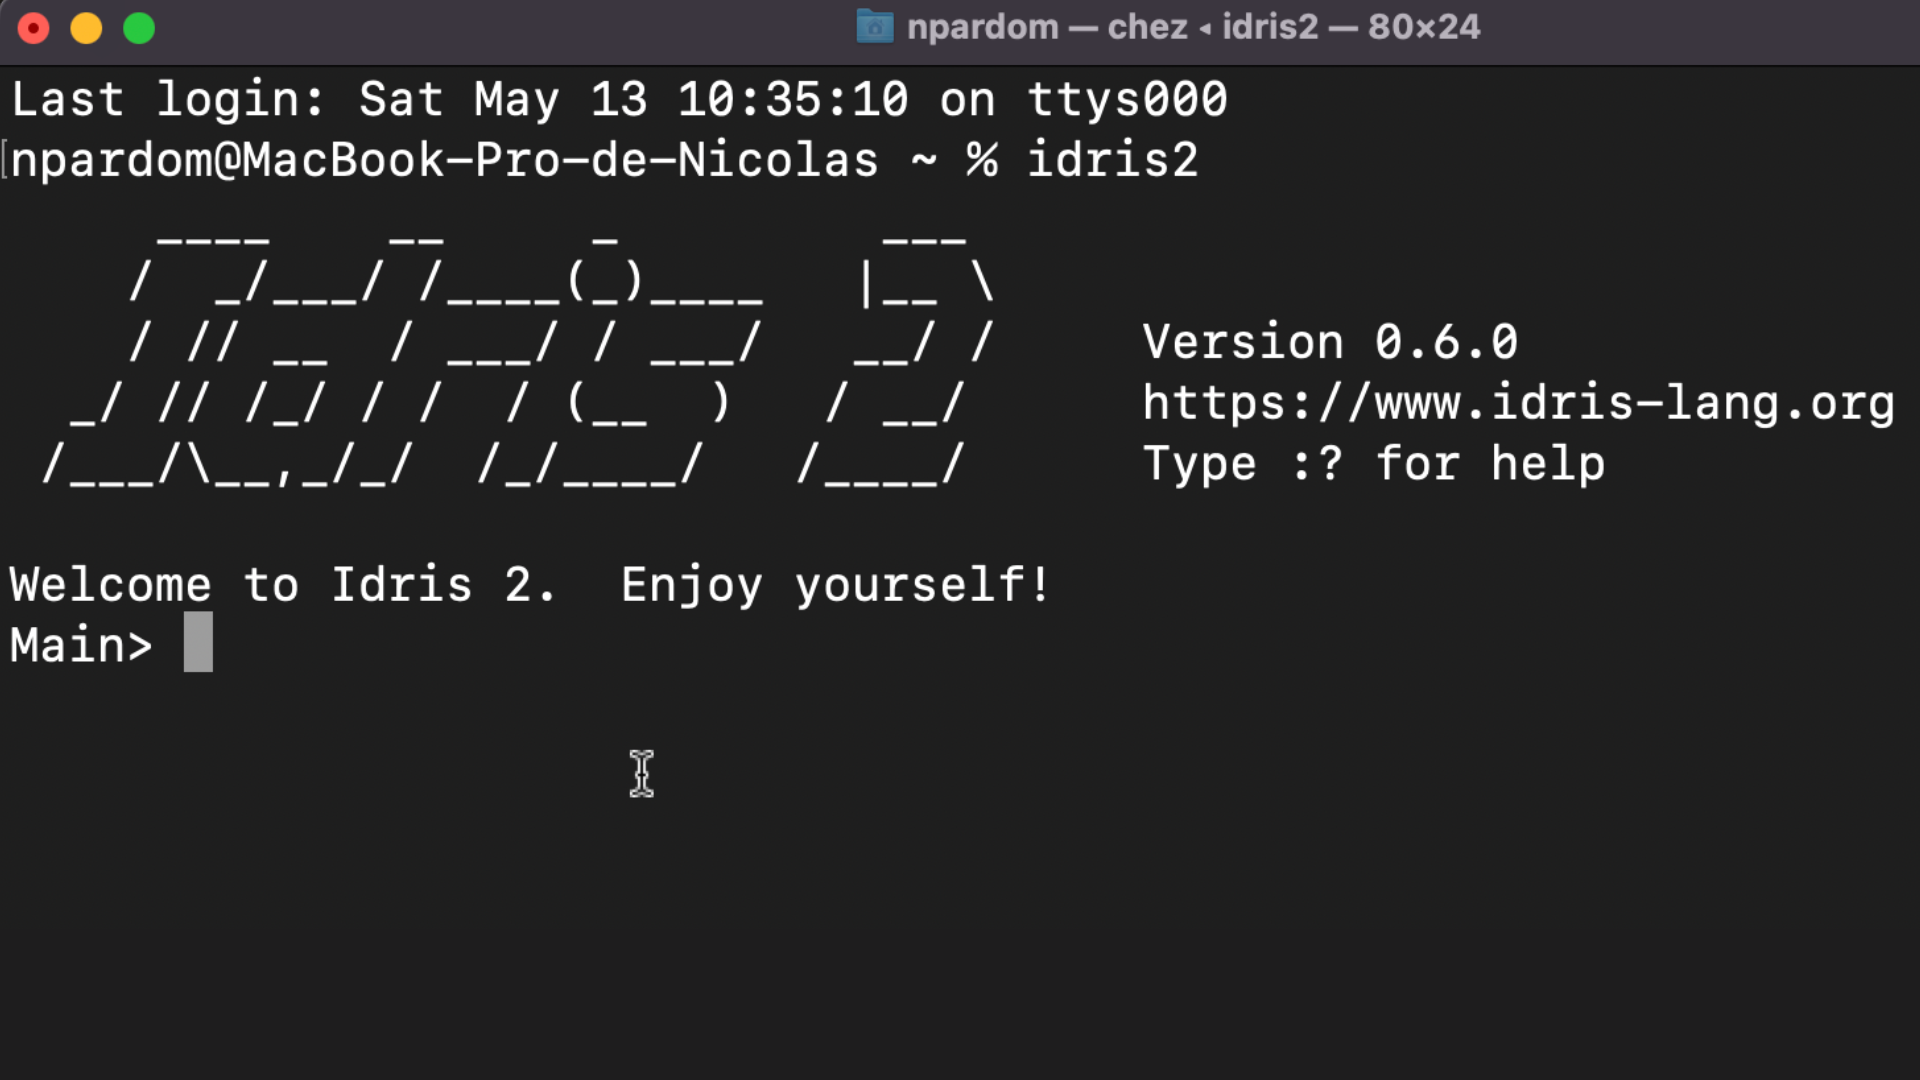 npardom — chez ◂ idris2 — 80×24
Last login: Sat May 13 10:35:10 on ttys000
[npardom@MacBook-Pro-de-Nicolas ~ % idris2
     ____    __     _         ___
    /  _/___/ /____(_)____   |__ \
    / // __  / ___/ / ___/   __/ /     Version 0.6.0
  _/ // /_/ / /  / (__  )   / __/      https://www.idris-lang.org
 /___/\__,_/_/  /_/____/   /____/      Type :? for help
Welcome to Idris 2.  Enjoy yourself!
Main>